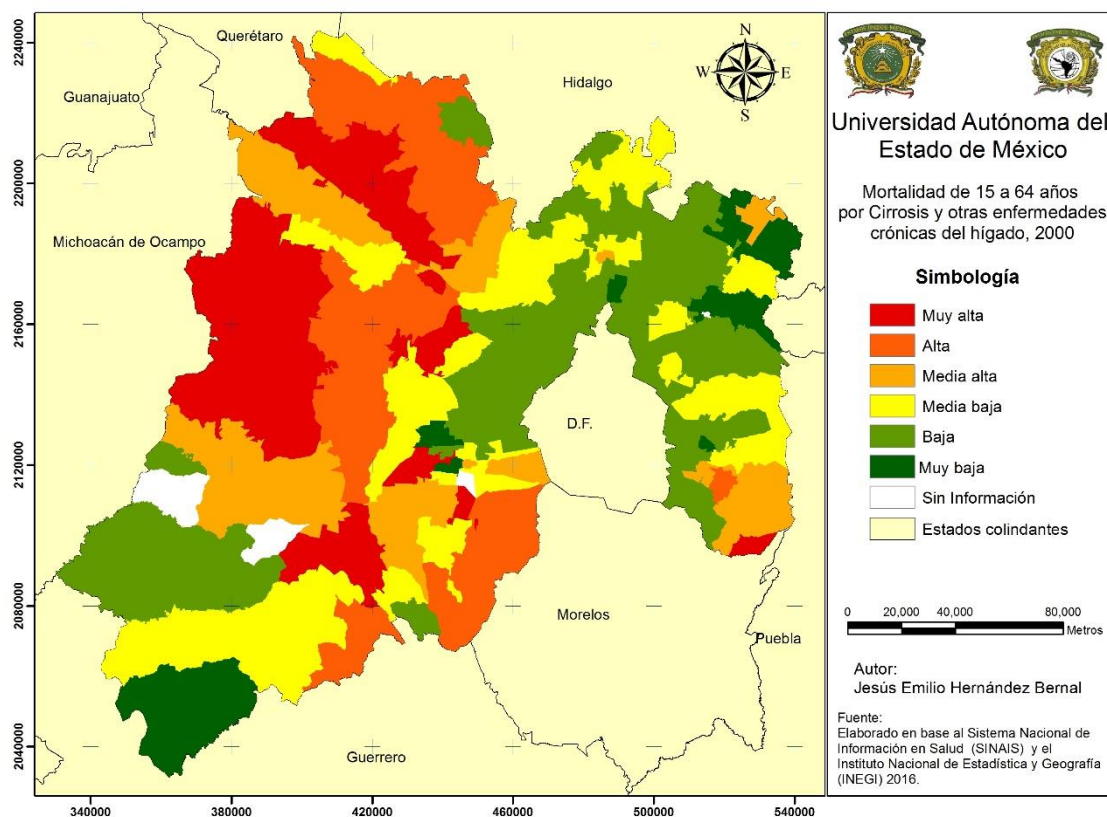 Querétaro
Guanajuato
Hidalgo
Michoacán de Ocampo
D.F.
Morelos
Puebla
Guerrero
N
W
E
S
2240000
2200000
2160000
2120000
2080000
2040000
340000
380000
420000
460000
500000
540000
Universidad Autónoma del
Estado de México
Mortalidad de 15 a 64 años
por Cirrosis y otras enfermedades
crónicas del hígado, 2000
Simbología
Muy alta
Alta
Media alta
Media baja
Baja
Muy baja
Sin Información
Estados colindantes
0 20,000 40,000 80,000
Metros
Autor:
Jesús Emilio Hernández Bernal
Fuente:
Elaborado en base al Sistema Nacional de
Información en Salud (SINAIS) y el
Instituto Nacional de Estadística y Geografía
(INEGI) 2016.